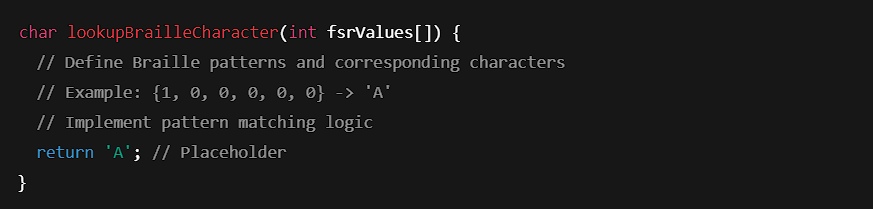 char lookupBrailleCharacter(int fsrValues[]) {
  // Define Braille patterns and corresponding characters
  // Example: {1, 0, 0, 0, 0, 0} -> 'A'
  // Implement pattern matching logic
  return 'A'; // Placeholder
}